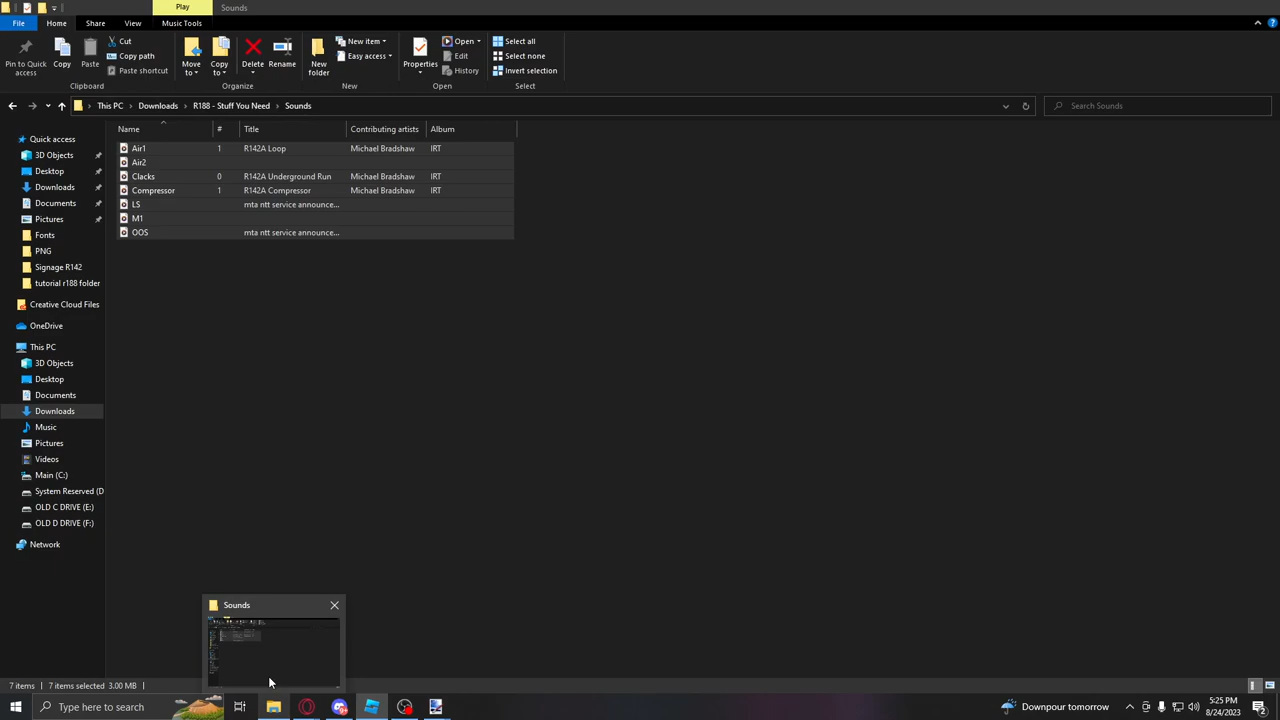 Play
Sounds
File
Home
Share
View
Music Tools
Pin to Quick access
Copy
Paste
Cut
Copy path
Paste shortcut
Clipboard
Move to
Copy to
Delete
Rename
Organize
New folder
New item
Easy access
New
Properties
Open
Edit
History
Open
Select all
Select none
Invert selection
Select
This PC > Downloads > R188 - Stuff You Need > Sounds
Search Sounds
Name # Title Contributing artists Album
Air1 1 R142A Loop Michael Bradshaw IRT
Air2
Clacks 0 R142A Underground Run Michael Bradshaw IRT
Compressor 1 R142A Compressor Michael Bradshaw IRT
LS mta ntt service announce...
M1
OOS mta ntt service announce...
Quick access
3D Objects
Desktop
Downloads
Documents
Pictures
Fonts
PNG
Signage R142
tutorial r188 folder
Creative Cloud Files
OneDrive
This PC
3D Objects
Desktop
Documents
Downloads
Music
Pictures
Videos
Main (C:)
System Reserved (D
OLD C DRIVE (E:)
OLD D DRIVE (F:)
Network
Sounds
7 items 7 items selected 3.00 MB
Type here to search
Downpour tomorrow
5:25 PM
8/24/2023
2